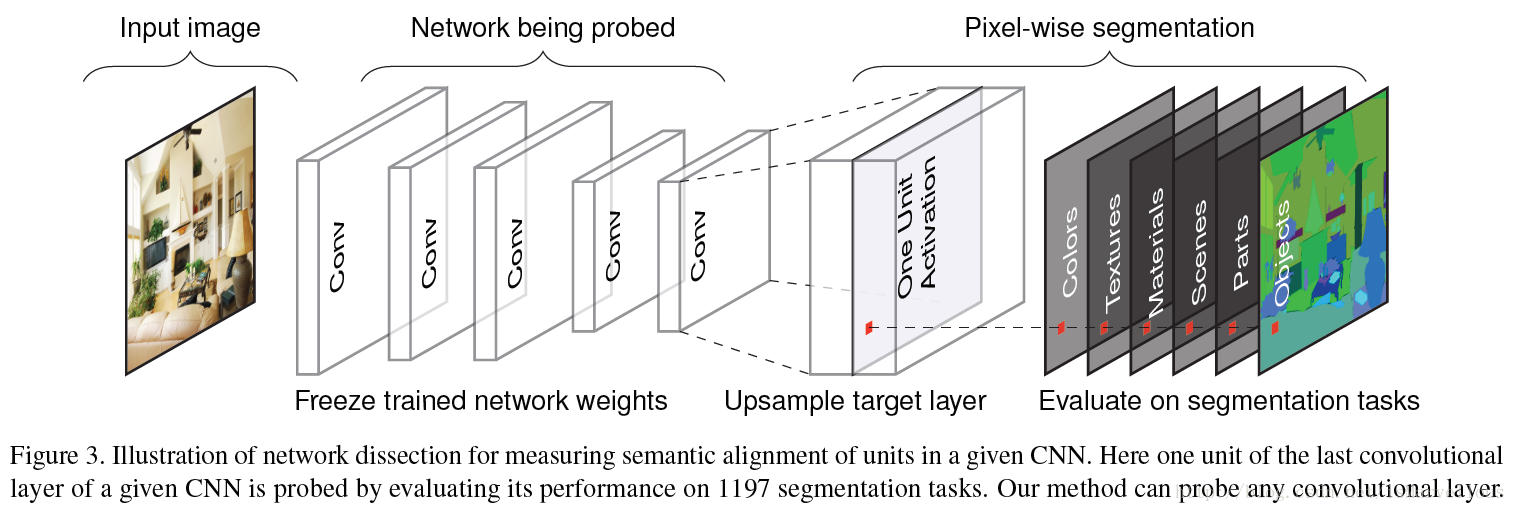 Input image
Network being probed
Pixel-wise segmentation
Conv
Conv
Conv
Conv
Conv
One Unit
Activation
Colors
Textures
Materials
Scenes
Parts
Objects
Freeze trained network weights
Upsample target layer
Evaluate on segmentation tasks
Figure 3. Illustration of network dissection for measuring semantic alignment of units in a given CNN. Here one unit of the last convolutional
layer of a given CNN is probed by evaluating its performance on 1197 segmentation tasks. Our method can probe any convolutional layer.